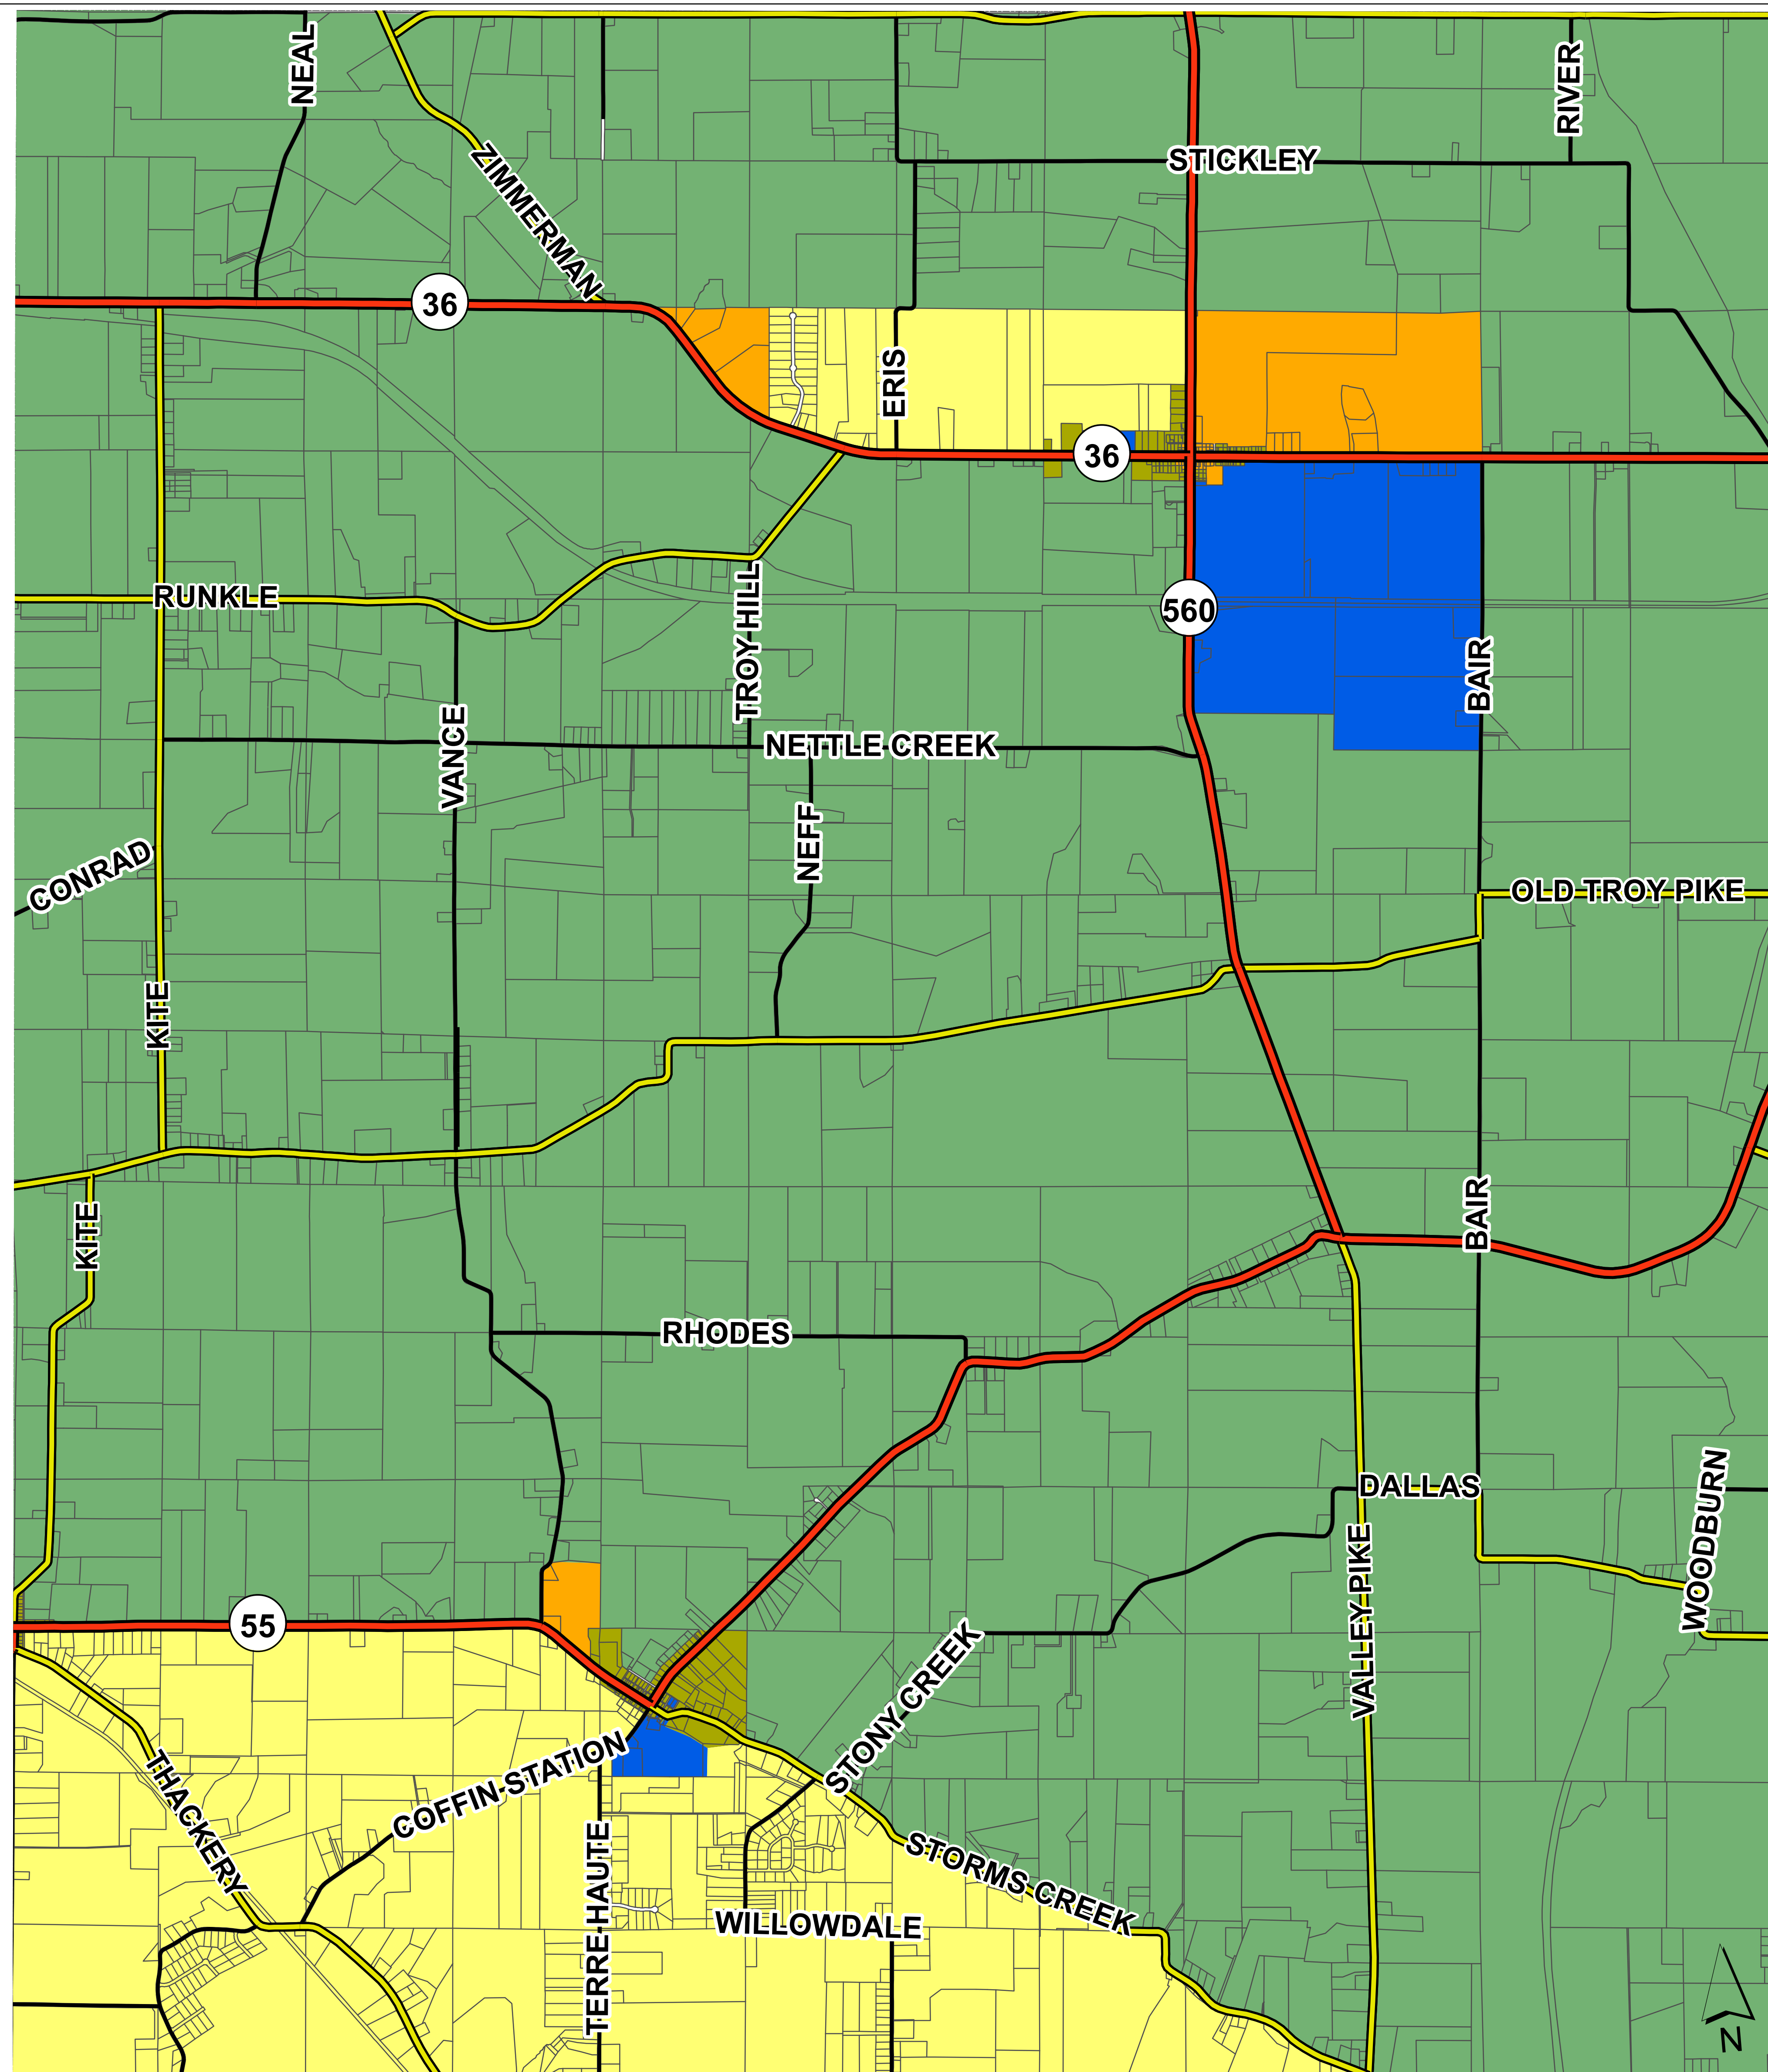 NEAL
RIVER
ZIMMERMAN
STICKLEY
36
ERIS
36
RUNKLE
TROY HILL
560
BAIR
VANCE
NETTLE CREEK
NEFF
CONRAD
OLD TROY PIKE
KITE
KITE
BAIR
RHODES
DALLAS
WOODBURN
VALLEY PIKE
55
STONY CREEK
COFFIN STATION
THACKERY
TERRE HAUTE
STORMS CREEK
WILLOWDALE
N